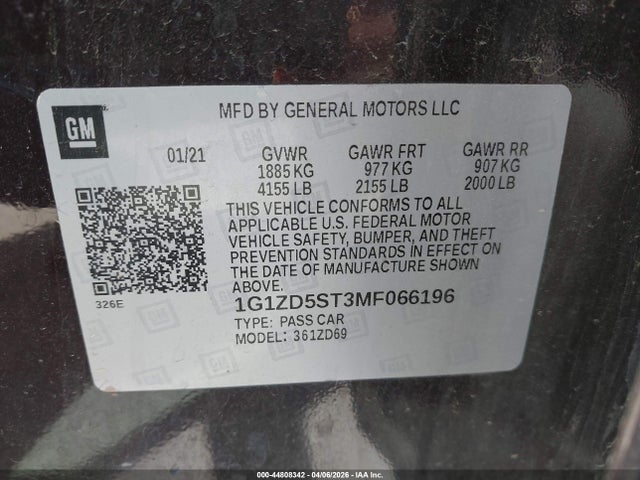 GM
MFD BY GENERAL MOTORS LLC
01/21 GVWR GAWR FRT GAWR RR
1885 KG 977 KG 907 KG
4155 LB 2155 LB 2000 LB
THIS VEHICLE CONFORMS TO ALL
APPLICABLE U.S. FEDERAL MOTOR
VEHICLE SAFETY, BUMPER, AND THEFT
PREVENTION STANDARDS IN EFFECT ON
THE DATE OF MANUFACTURE SHOWN
ABOVE.
326E
1G1ZD5ST3MF066196
TYPE: PASS CAR
MODEL: 361ZD69
000-44808342 - 04/06/2026 - IAA Inc.